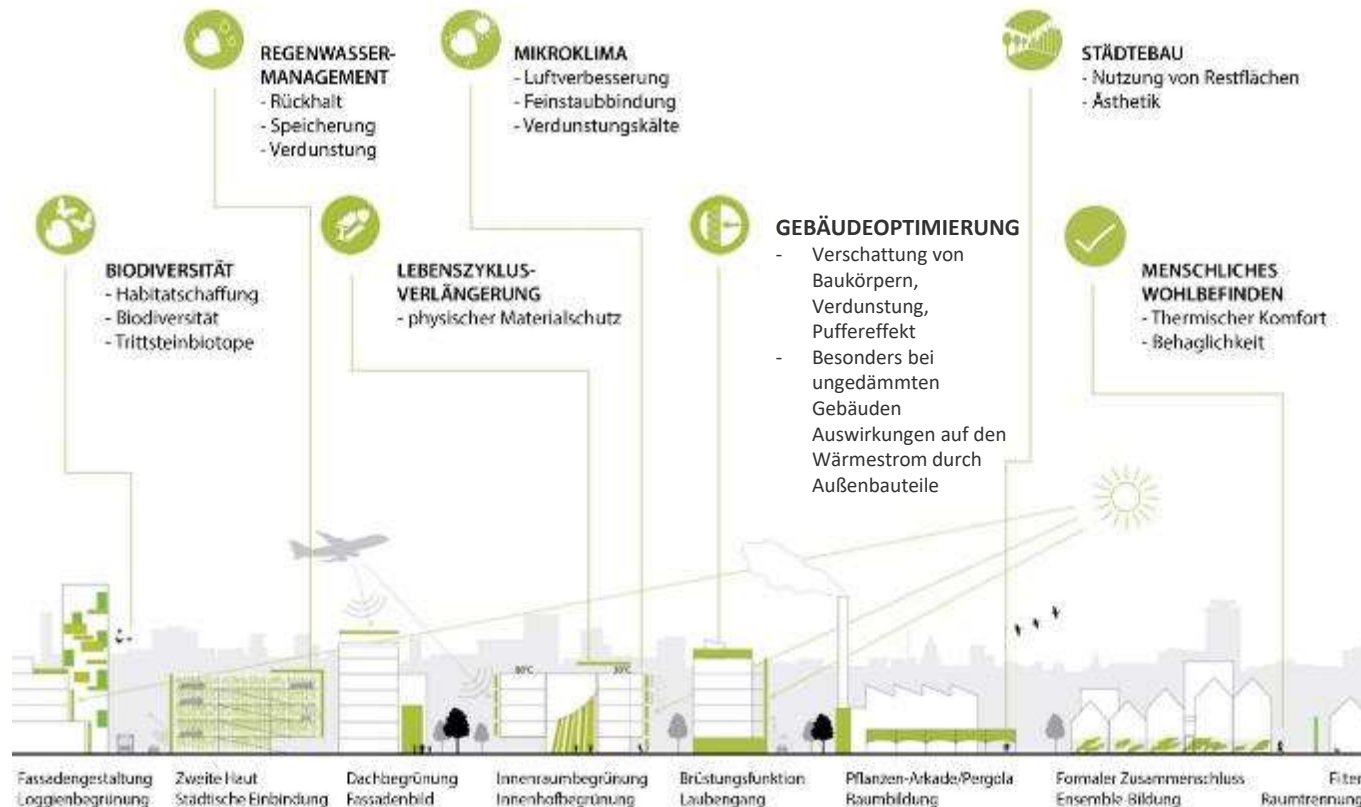 REGENWASSER-
MANAGEMENT
- Rückhalt
- Speicherung
- Verdunstung
MIKROKLIMA
- Luftverbesserung
- Feinstaubbindung
- Verdunstungskälte
STÄDTEBAU
- Nutzung von Restflächen
- Ästhetik
BIODIVERSITÄT
- Habitatschaffung
- Biodiversität
- Trittsteinbiotope
LEBENSZYKLUS-
VERLÄNGERUNG
- physischer Materialschutz
GEBÄUDEOPTIMIERUNG
- Verschattung von
Baukörpern,
Verdunstung,
Puffereffekt
- Besonders bei
ungedämmten
Gebäuden
Auswirkungen auf den
Wärmestrom durch
Außenbauteile
MENSCHLICHES
WOHLBEFINDEN
- Thermischer Komfort
- Behaglichkeit
80°C
30°C
Fassadengestaltung
Loggienbegrünung
Zweite Haut
Städtische Einbindung
Dachbegrünung
Fassadenbild
Innenraumbegrünung
Innenhofbegrünung
Brüstungsfunktion
Laubengang
Pflanzen-Arkade/Pergola
Raumbildung
Formaler Zusammenschluss
Ensemble-Bildung
Filter
Raumtrennung